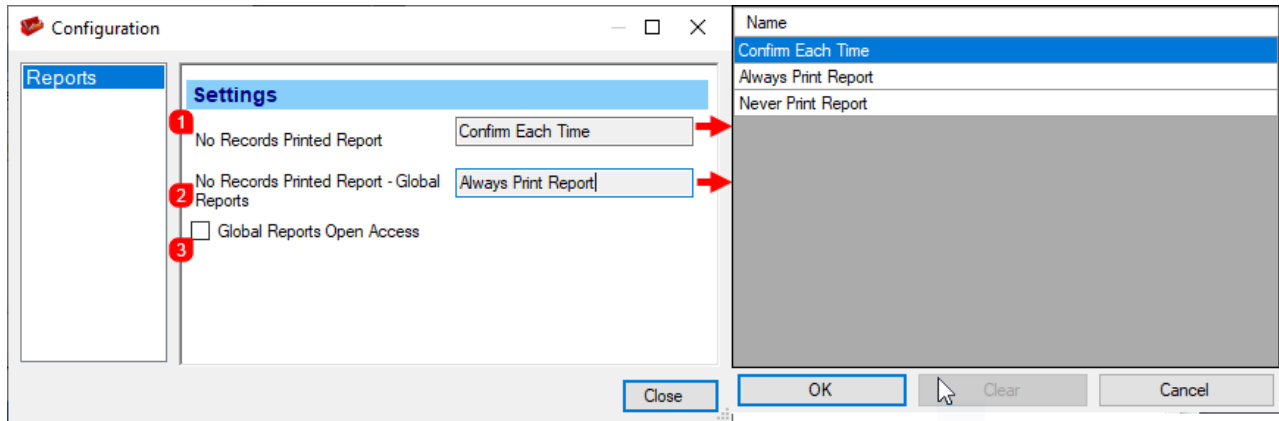 Configuration
Reports
Settings
1
No Records Printed Report
Confirm Each Time
No Records Printed Report - Global
Reports
2
Always Print Report
Global Reports Open Access
3
Close
Name
Confirm Each Time
Always Print Report
Never Print Report
OK
Clear
Cancel